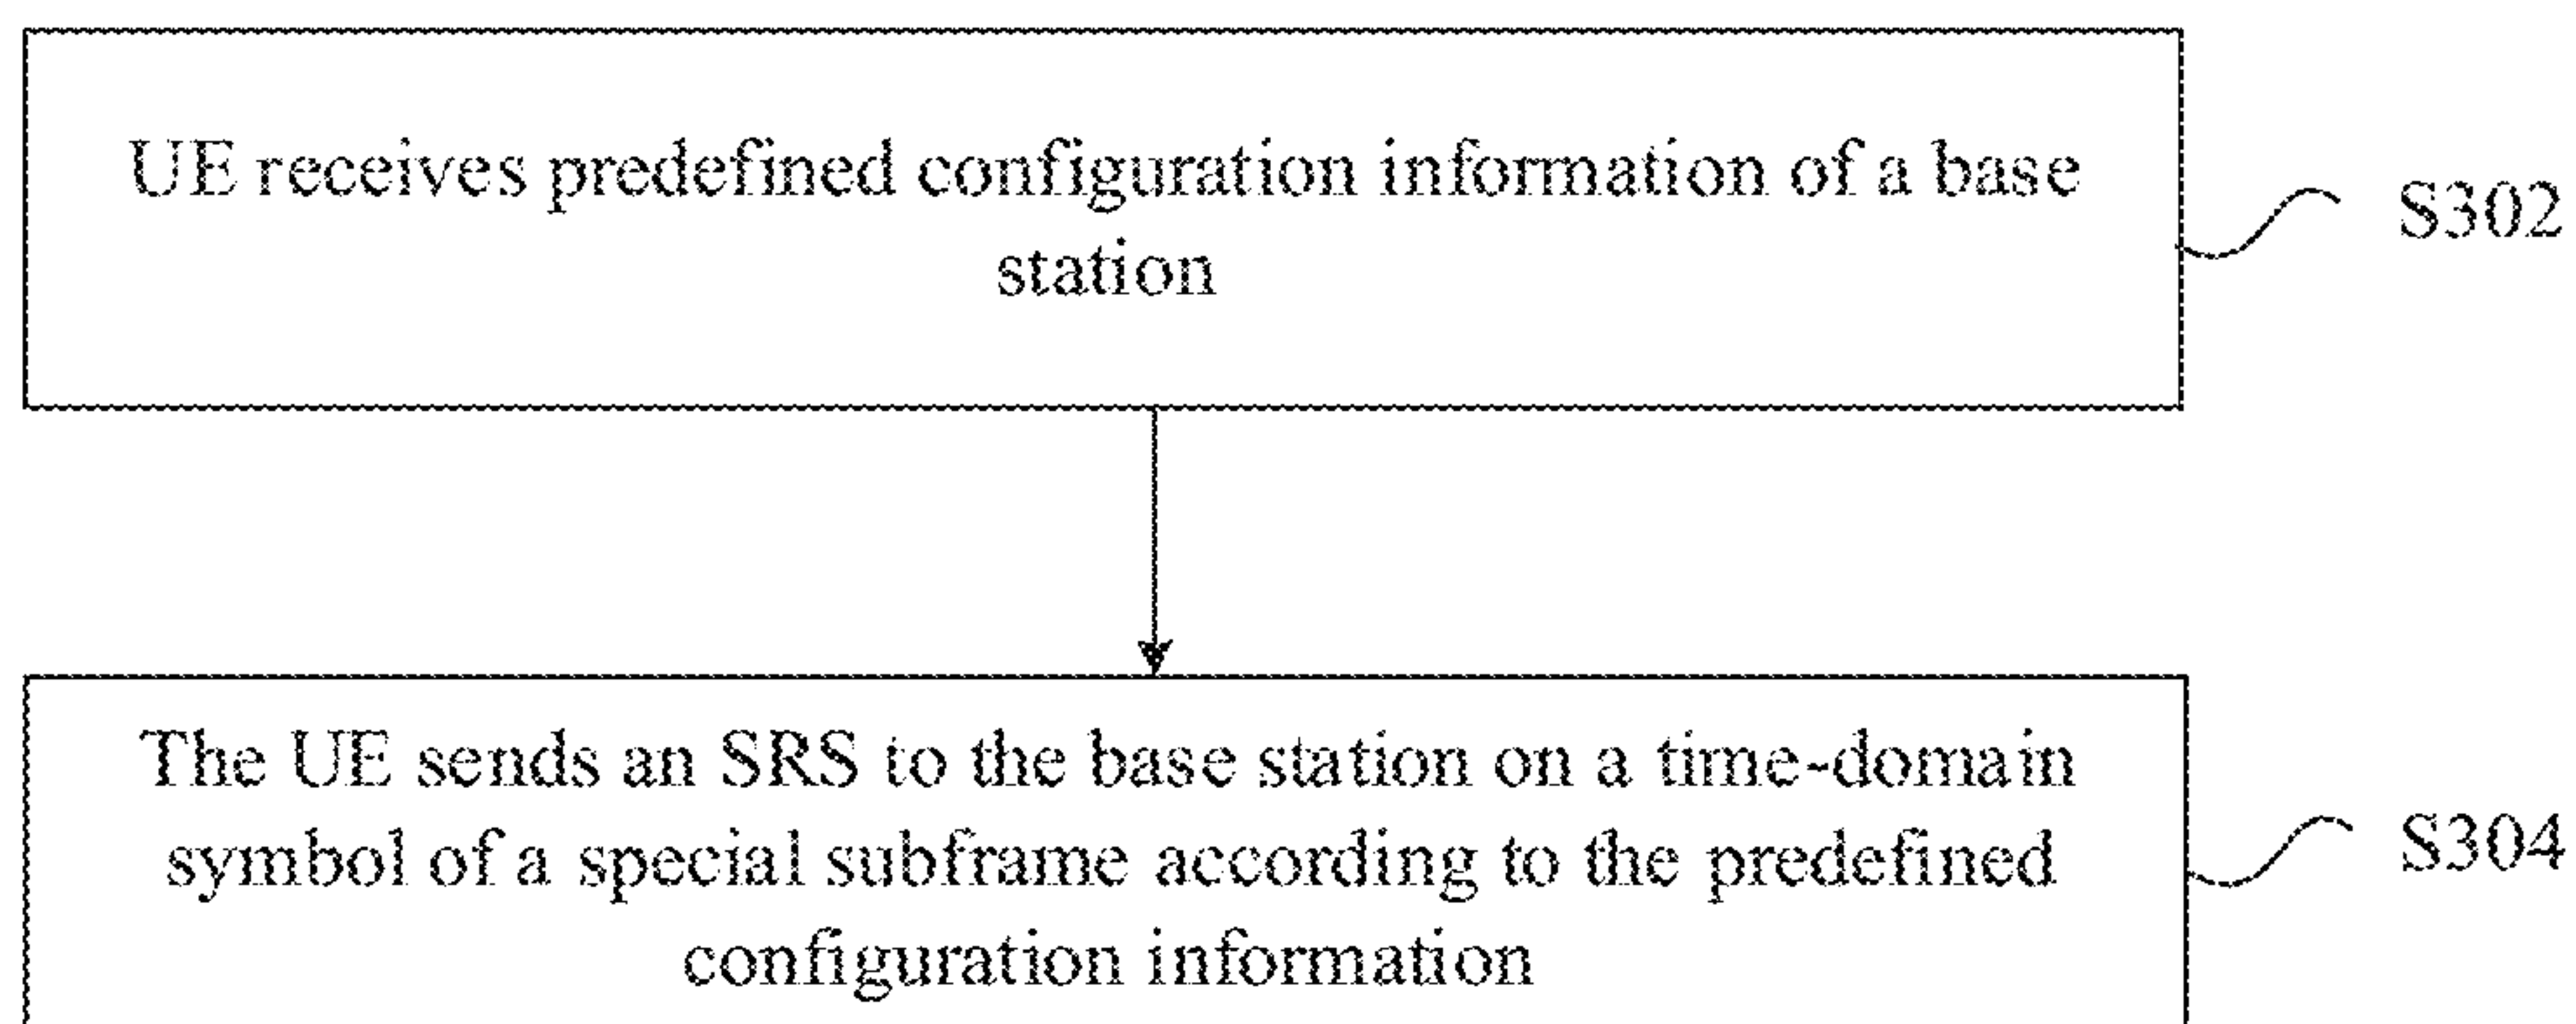 UE receives predefined configuration information of a base
station
S302
The UE sends an SRS to the base station on a time-domain
symbol of a special subframe according to the predefined
configuration information
S304